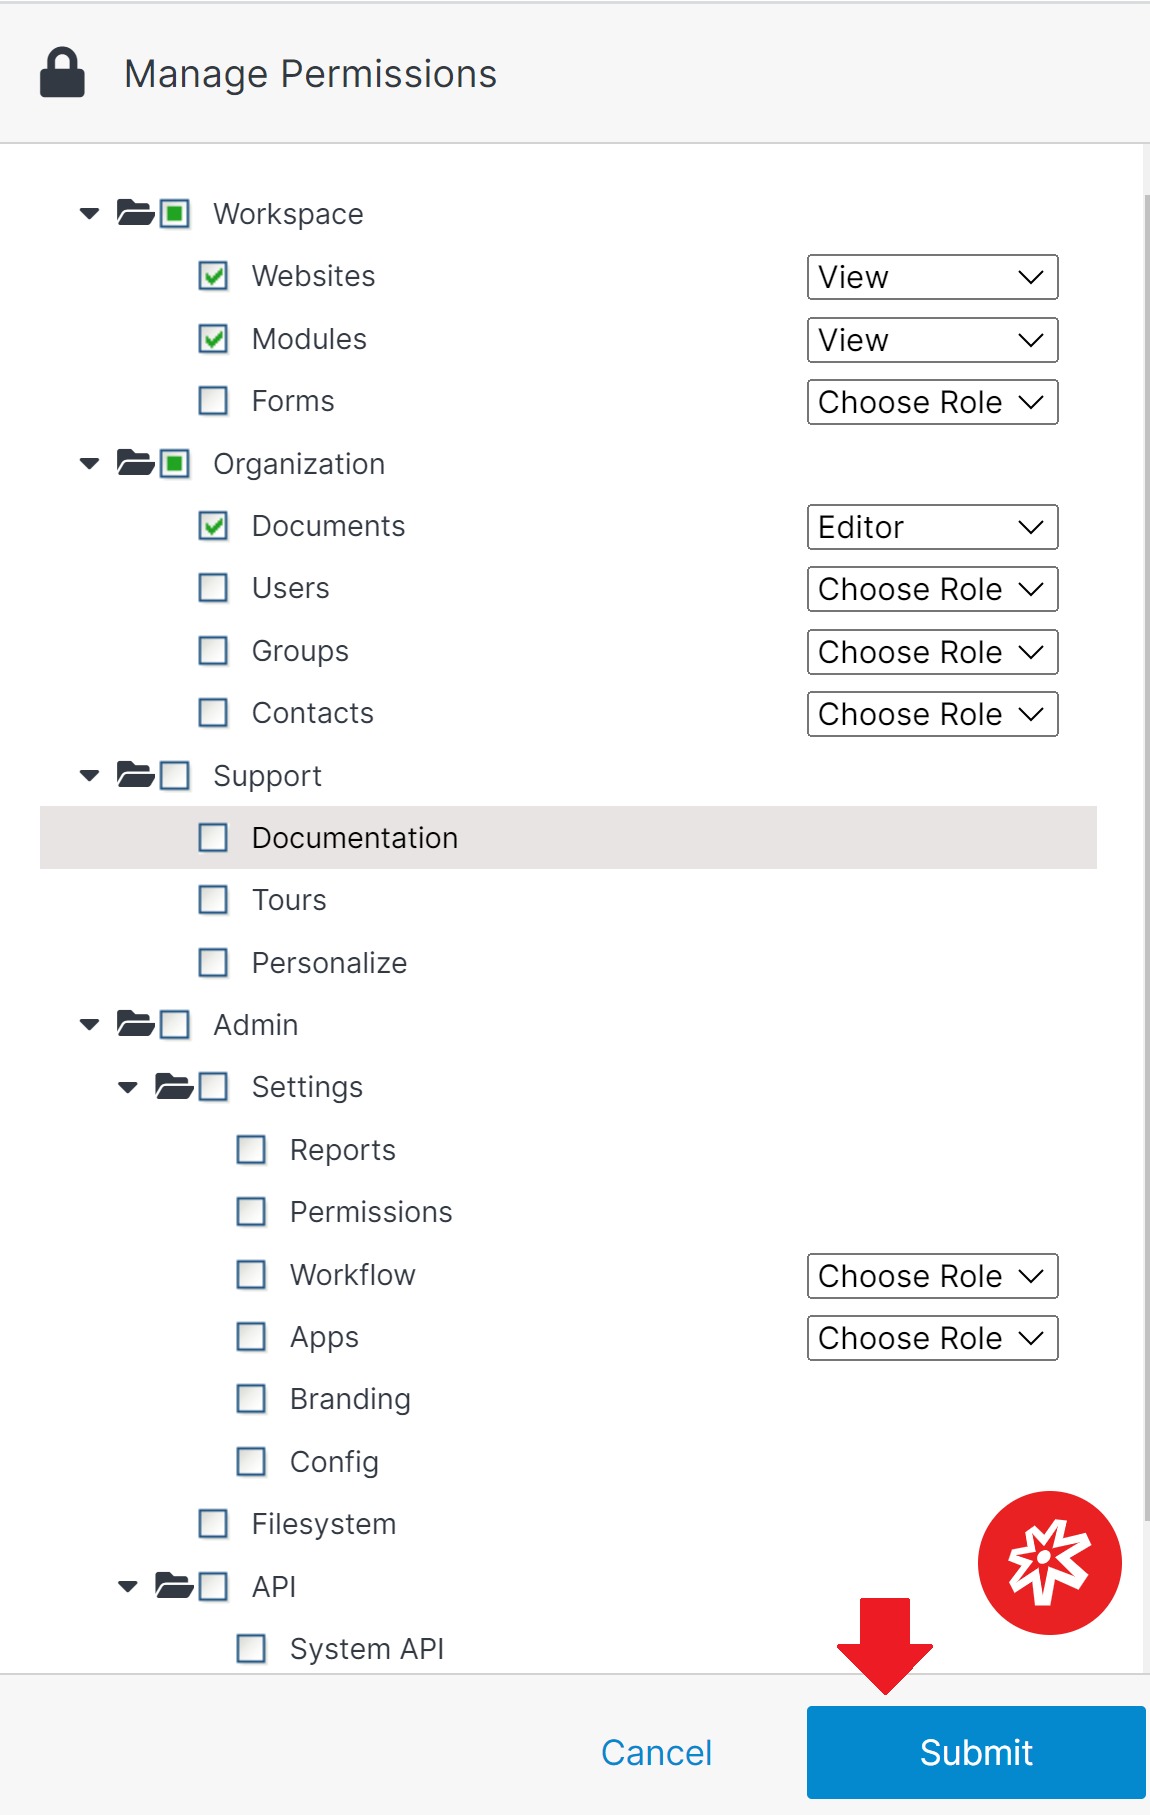 Manage Permissions
Workspace
Websites View
Modules View
Forms Choose Role
Organization
Documents Editor
Users Choose Role
Groups Choose Role
Contacts Choose Role
Support
Documentation
Tours
Personalize
Admin
Settings
Reports
Permissions
Workflow Choose Role
Apps Choose Role
Branding
Config
Filesystem
API
System API
Cancel Submit